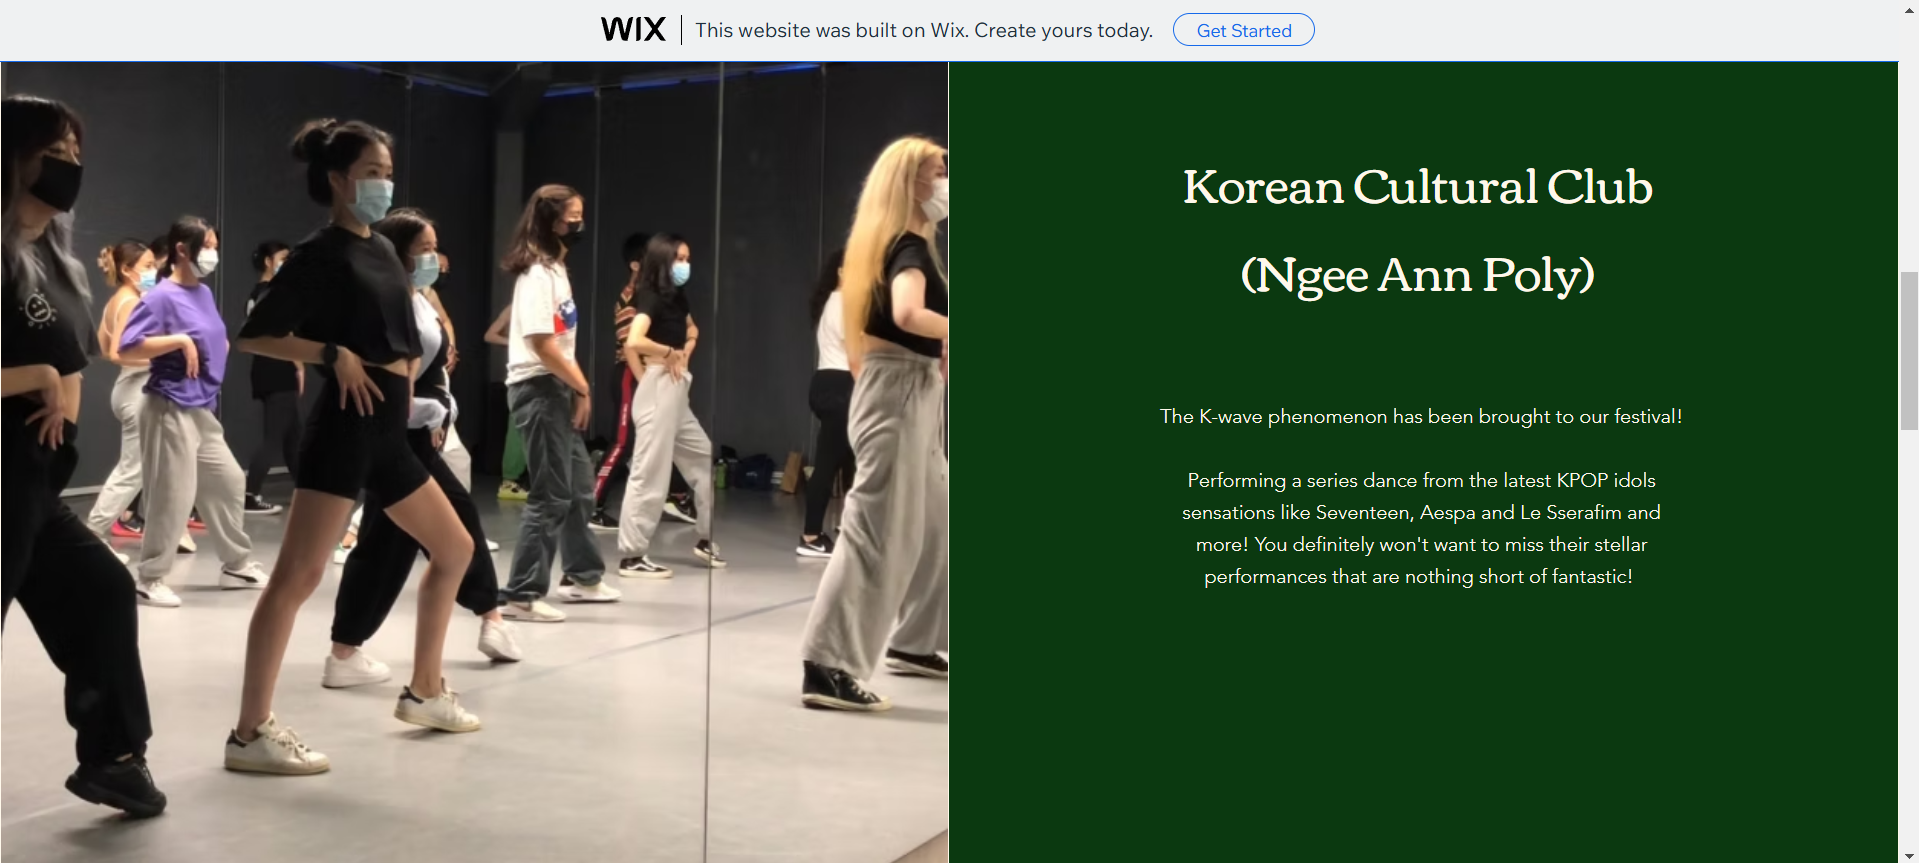 WIX This website was built on Wix. Create yours today. Get Started
Korean Cultural Club
(Ngee Ann Poly)
The K-wave phenomenon has been brought to our festival!
Performing a series dance from the latest KPOP idols
sensations like Seventeen, Aespa and Le Sserafim and
more! You definitely won't want to miss their stellar
performances that are nothing short of fantastic!